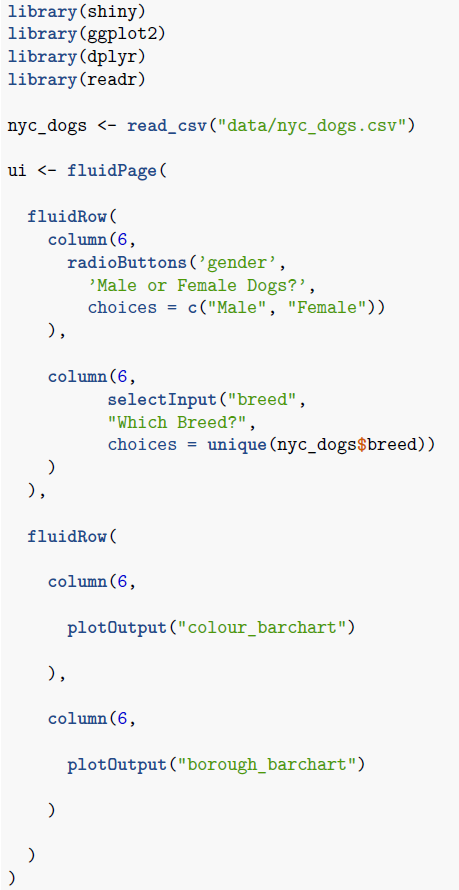 library(shiny)
library(ggplot2)
library(dplyr)
library(readr)
nyc_dogs <- read_csv("data/nyc_dogs.csv")
ui <- fluidPage(
fluidRow(
column(6,
radioButtons(’gender’,
’Male or Female Dogs?’,
choices = c("Male", "Female"))
),
column(6,
selectInput("breed",
"Which Breed?",
choices = unique(nyc_dogs$breed))
)
),
fluidRow(
column(6,
plotOutput("colour_barchart")
),
column(6,
plotOutput("borough_barchart")
)
)
)